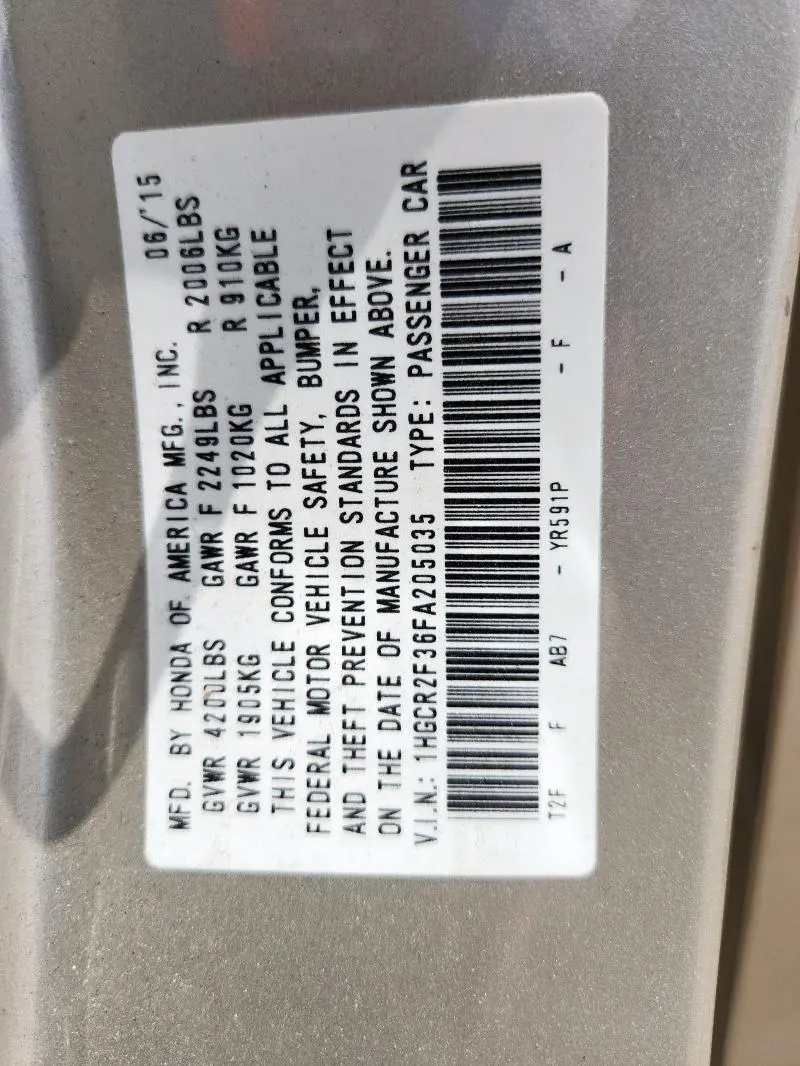 MFD. BY HONDA OF AMERICA MFG., INC. 06/'15
GVWR 4200LBS GAWR F 2249LBS R 2006LBS
GVWR 1905KG GAWR F 1020KG R 910KG
THIS VEHICLE CONFORMS TO ALL APPLICABLE
FEDERAL MOTOR VEHICLE SAFETY, BUMPER,
AND THEFT PREVENTION STANDARDS IN EFFECT
ON THE DATE OF MANUFACTURE SHOWN ABOVE.
V.I.N.: 1HGCR2F36FA205035 TYPE: PASSENGER CAR
T2F F AB7 - YR591P - F - A